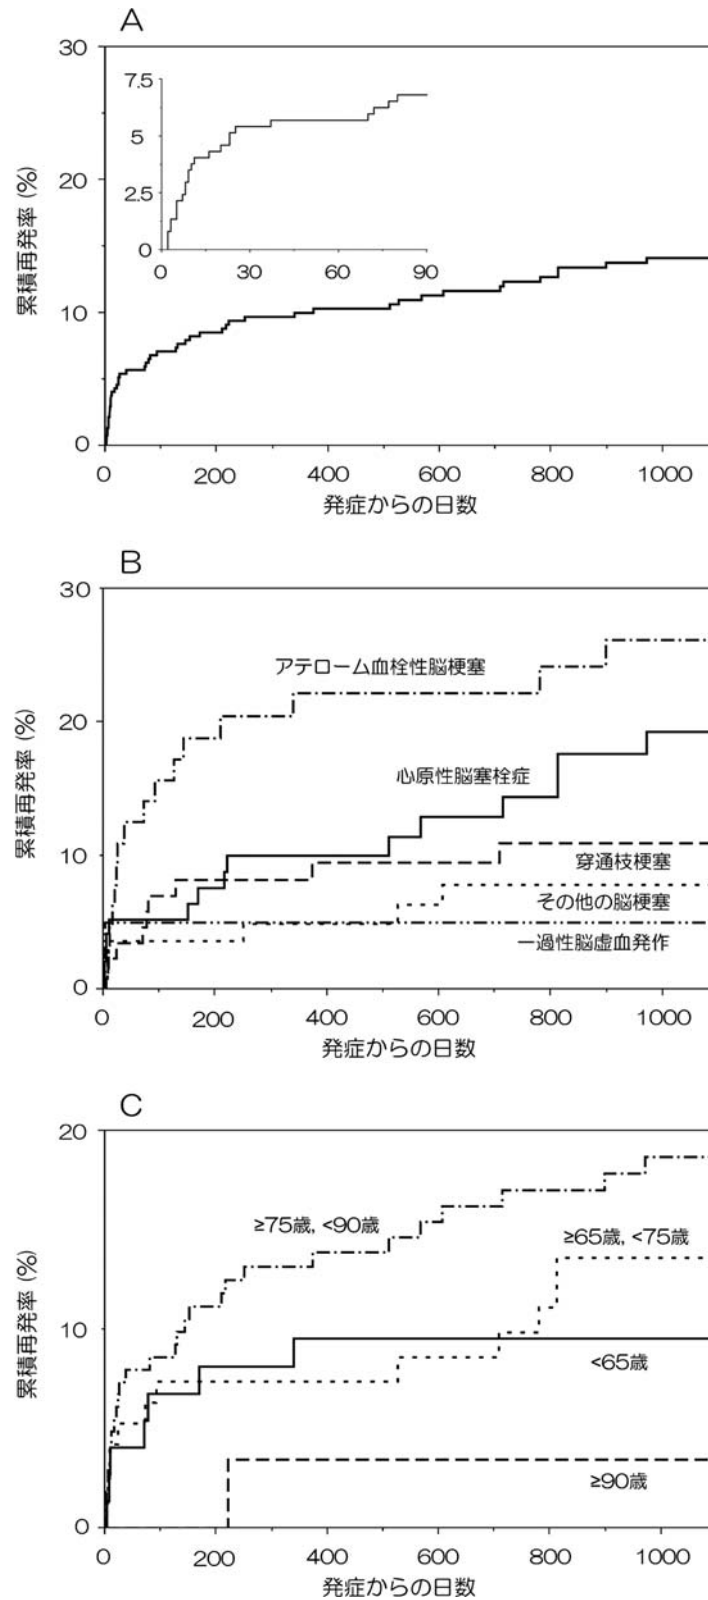 A
30
20
10
0
累積再発率 (%)
7.5
5
2.5
0
0 30 60 90
0 200 400 600 800 1000
発症からの日数
B
30
20
10
0
累積再発率 (%)
アテローム血栓性脳梗塞
心原性脳塞栓症
穿通枝梗塞
その他の脳梗塞
一過性脳虚血発作
0 200 400 600 800 1000
発症からの日数
C
20
10
0
累積再発率 (%)
≥75歳, <90歳
≥65歳, <75歳
<65歳
≥90歳
0 200 400 600 800 1000
発症からの日数